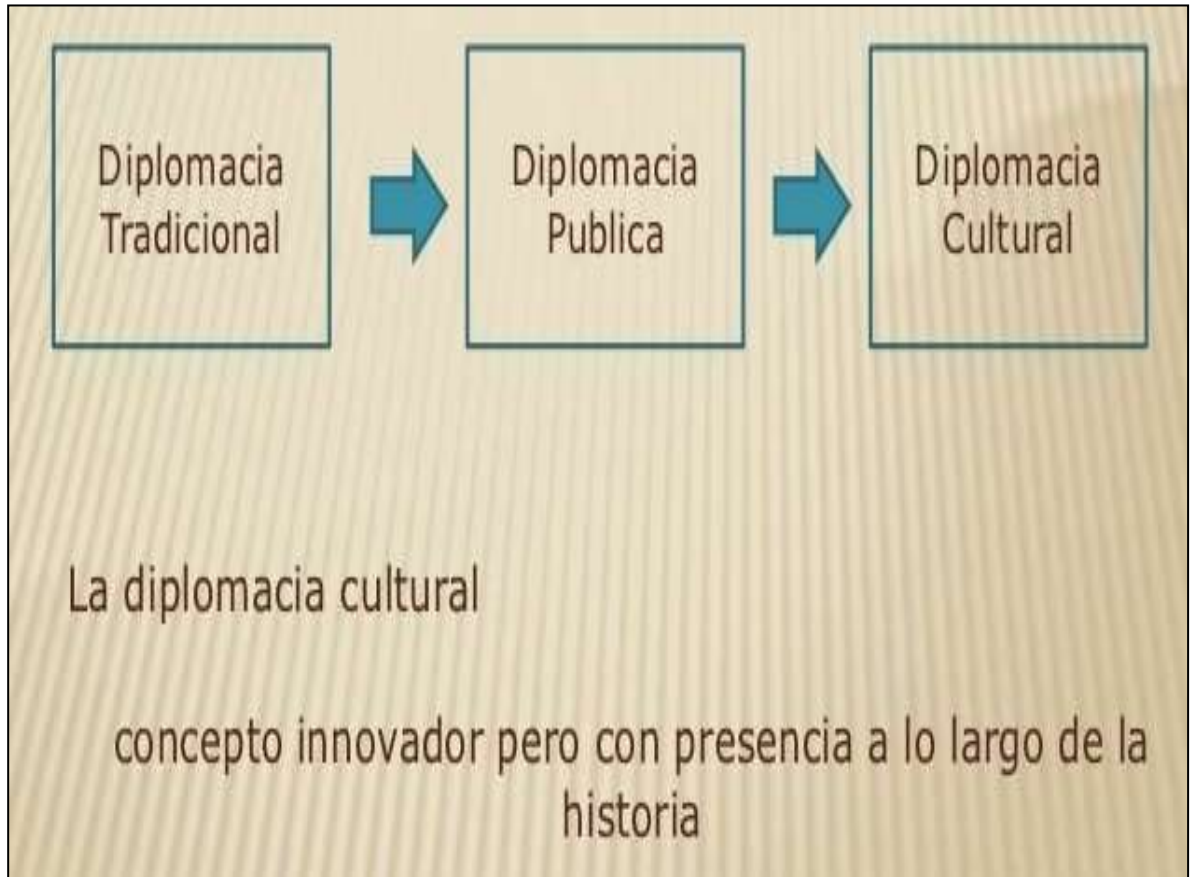 Diplomacia
Tradicional
Diplomacia
Publica
Diplomacia
Cultural
La diplomacia cultural
concepto innovador pero con presencia a lo largo de la
historia